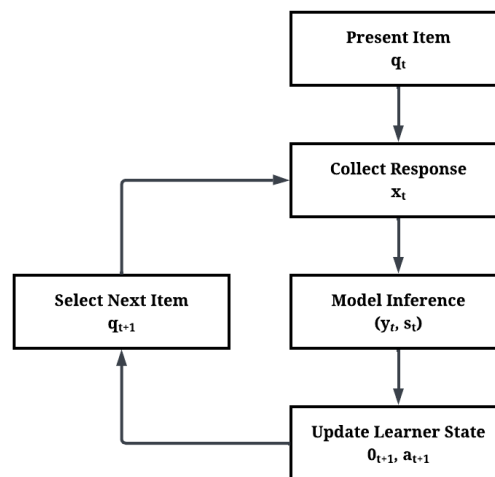 Present Item
qₜ
Collect Response
xₜ
Select Next Item
qₜ₊₁
Model Inference
(yₜ, sₜ)
Update Learner State
0ₜ₊₁, aₜ₊₁